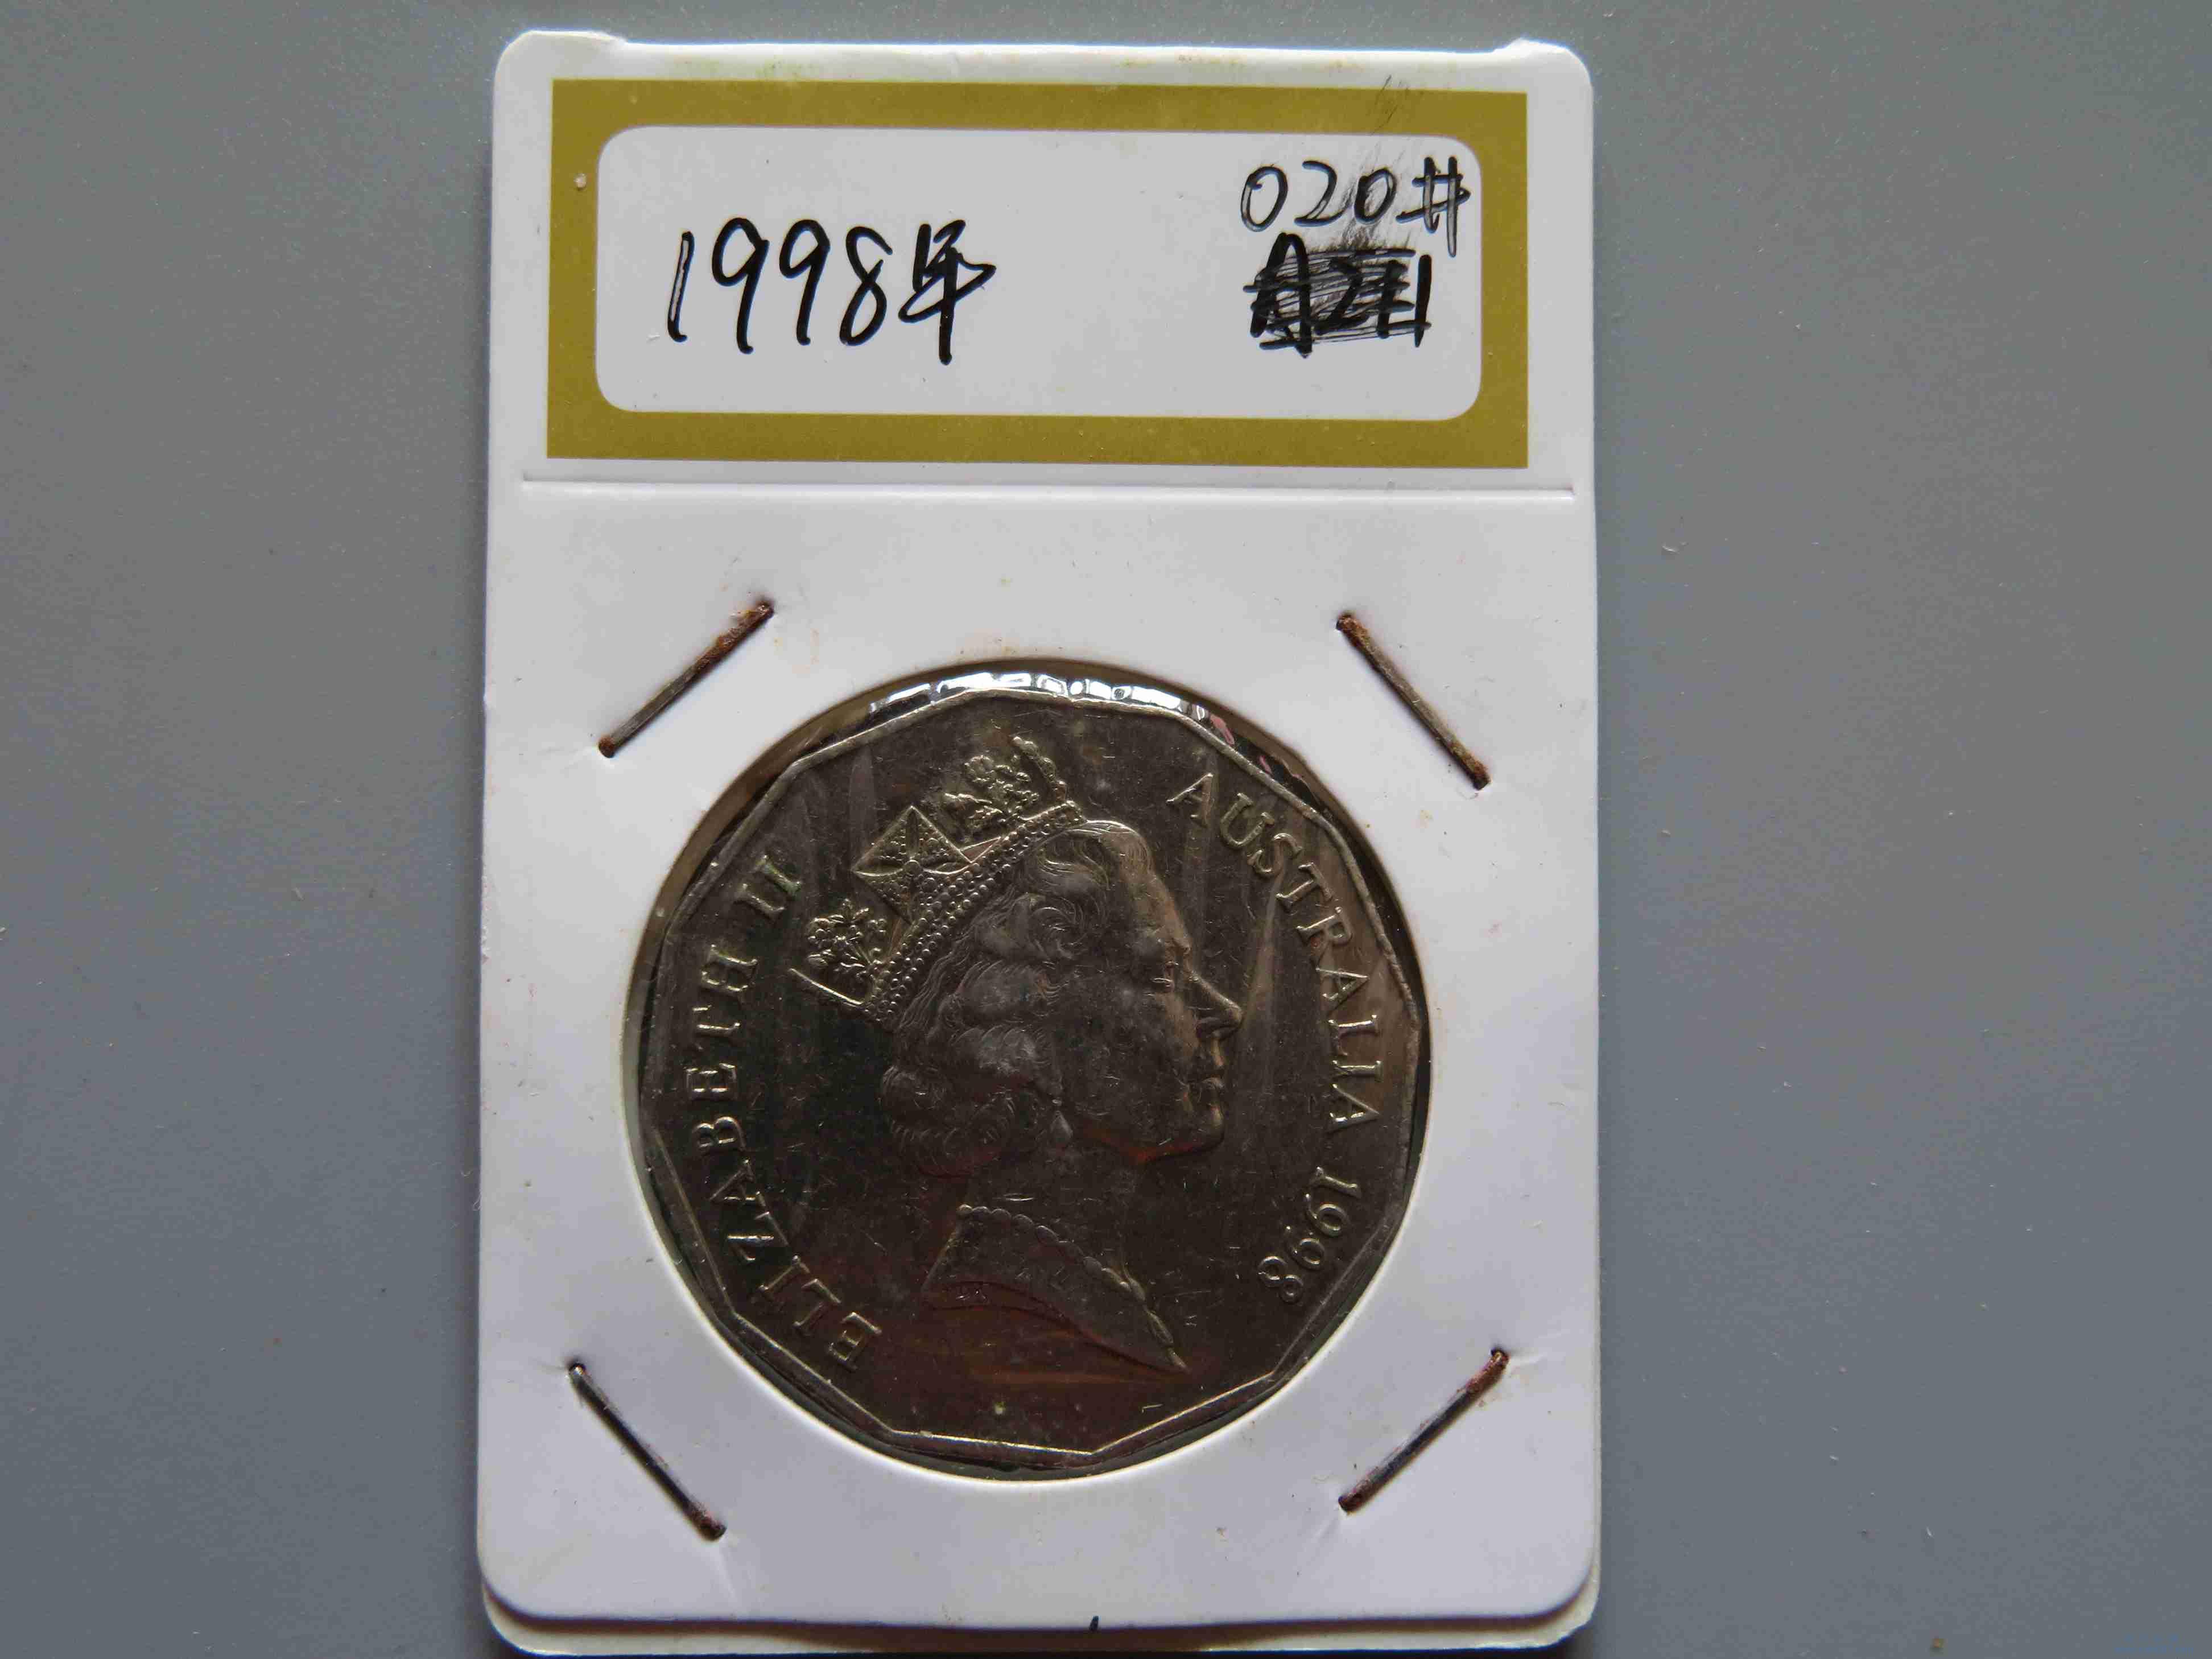 020#
1998年
ELIZABETH II
AUSTRALIA 1998